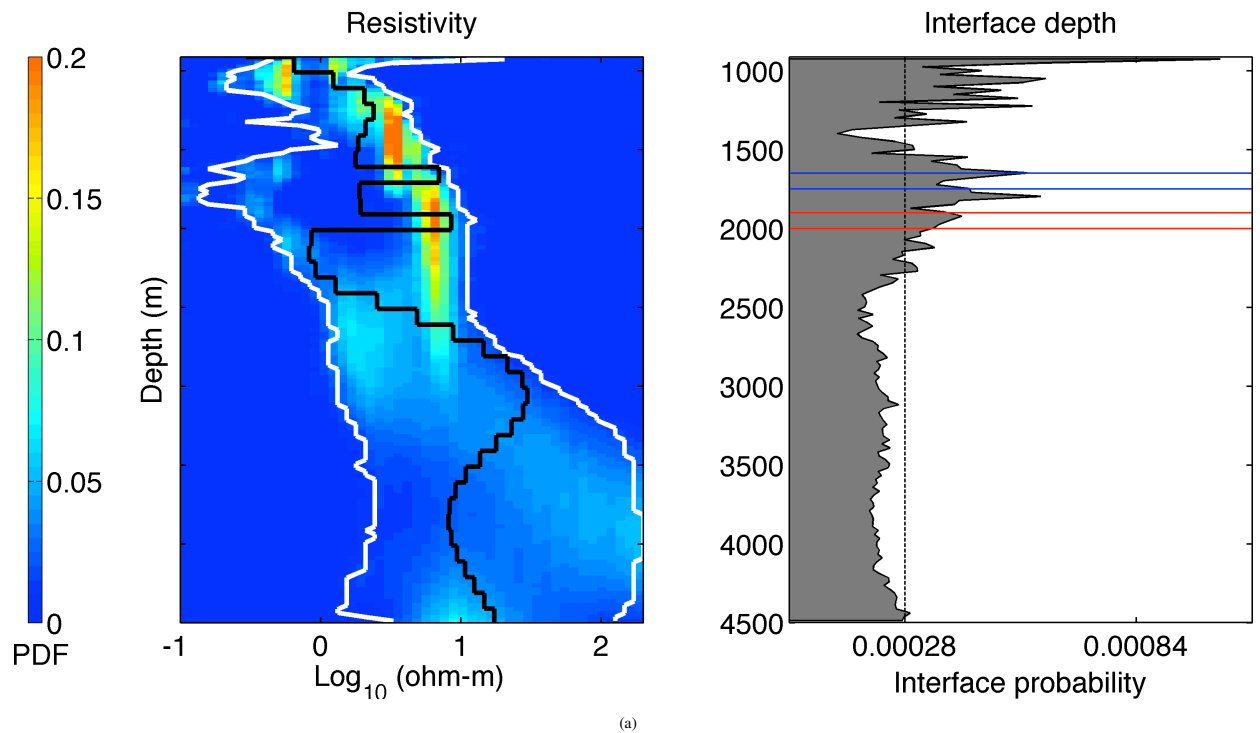 Resistivity
Interface depth
0.2
0.15
0.1
0.05
0
PDF
Depth (m)
-1
0
1
2
Log10 (ohm-m)
1000
1500
2000
2500
3000
3500
4000
4500
0.00028
0.00084
Interface probability
(a)